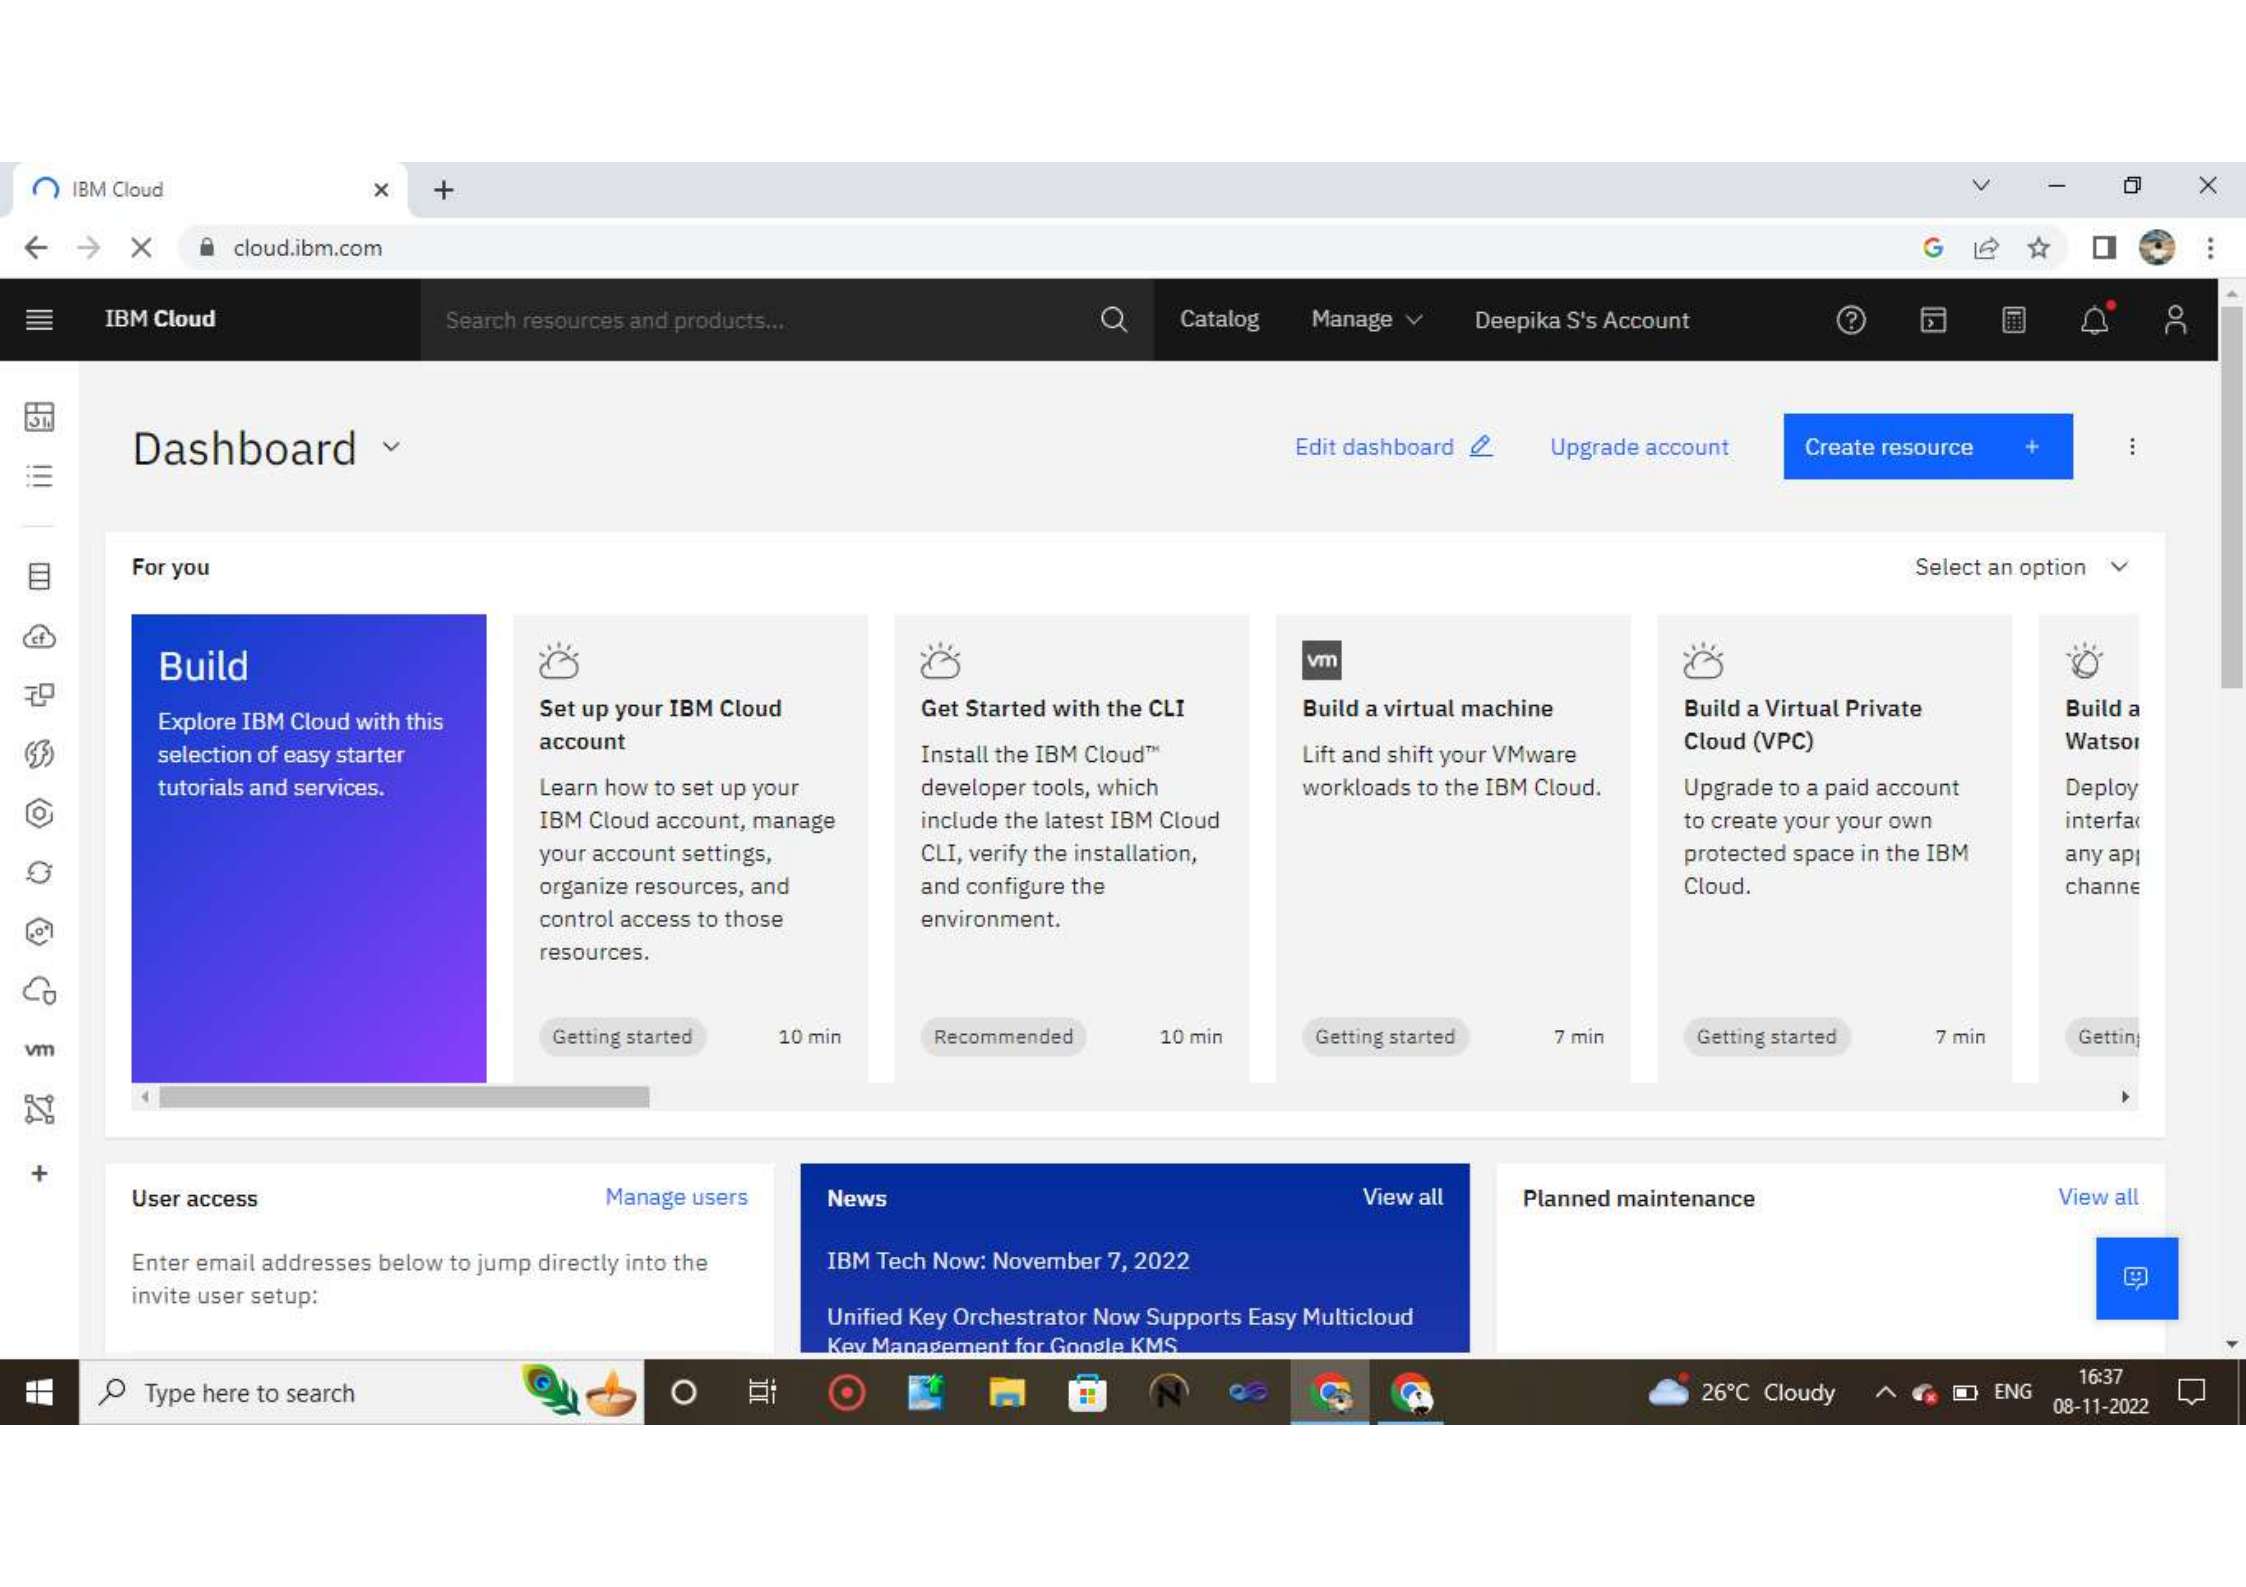 IBM Cloud
cloud.ibm.com
IBM Cloud
Search resources and products...
Catalog
Manage
Deepika S's Account
Dashboard
Edit dashboard
Upgrade account
Create resource +
For you
Select an option
Build
Explore IBM Cloud with this
selection of easy starter
tutorials and services.
Set up your IBM Cloud
account
Learn how to set up your
IBM Cloud account, manage
your account settings,
organize resources, and
control access to those
resources.
Getting started
10 min
Get Started with the CLI
Install the IBM Cloud™
developer tools, which
include the latest IBM Cloud
CLI, verify the installation,
and configure the
environment.
Recommended
10 min
vm
Build a virtual machine
Lift and shift your VMware
workloads to the IBM Cloud.
Getting started
7 min
Build a Virtual Private
Cloud (VPC)
Upgrade to a paid account
to create your your own
protected space in the IBM
Cloud.
Getting started
7 min
Build a
Watson
Deploy
any
vm
User access
Manage users
Enter email addresses below to jump directly into the
invite user setup:
News
View all
IBM Tech Now: November 7, 2022
Unified Key Orchestrator Now Supports Easy Multicloud
Key Management for Google KMS
Planned maintenance
View all
Type here to search
26°C Cloudy
ENG
16:37
08-11-2022